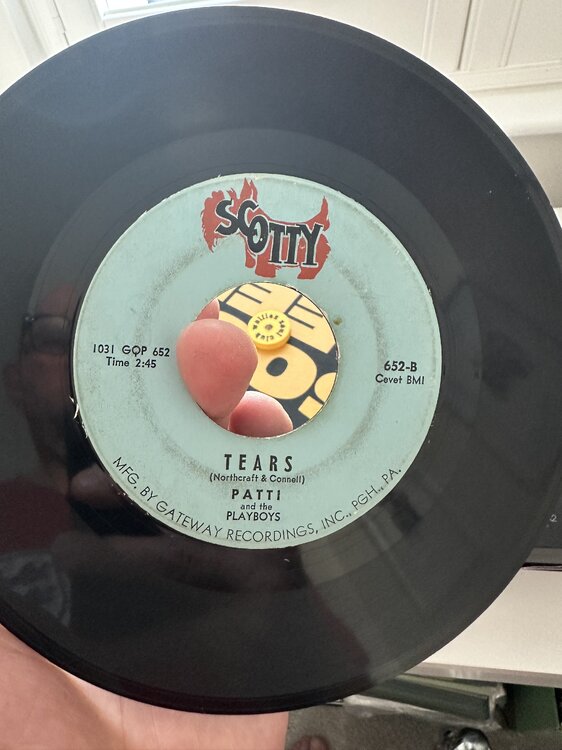 SCOTTY
1031 GQP 652
Time 2:45
652-B
Cevet BMI
TEARS
(Northcraft & Connell)
PATTI
and the
PLAYBOYS
MFG. BY GATEWAY RECORDINGS, INC., PGH., PA.